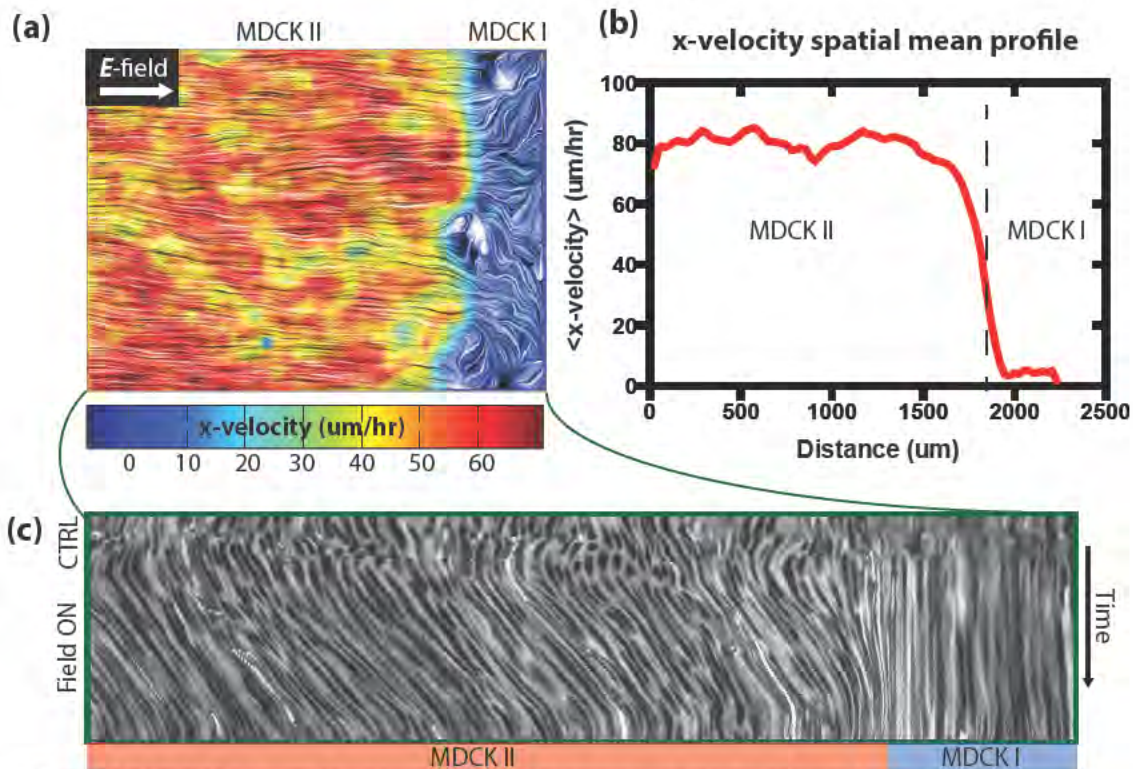 (a)
MDCK II
MDCK I
E-field
x-velocity (um/hr)
0 10 20 30 40 50 60
(b)
x-velocity spatial mean profile
<x-velocity> (um/hr)
100
80
60
40
20
0
MDCK II
MDCK I
0 500 1000 1500 2000 2500
Distance (um)
(c)
CTRL
Field ON
Time
MDCK II
MDCK I